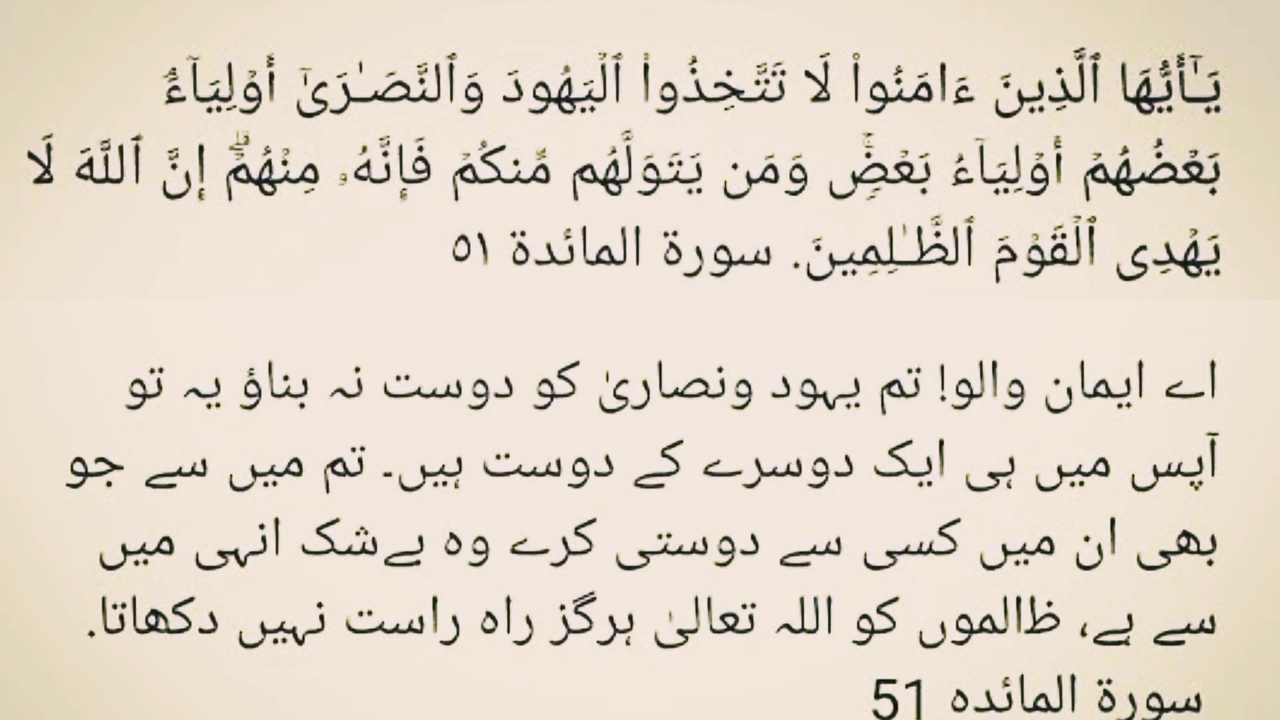 يَـٰٓأَيُّهَا ٱلَّذِينَ ءَامَنُوا۟ لَا تَتَّخِذُوا۟ ٱلْيَهُودَ وَٱلنَّصَـٰرَىٰٓ أَوْلِيَآءَۘ
بَعْضُهُمْ أَوْلِيَآءُ بَعْضٍۢۚ وَمَن يَتَوَلَّهُم مِّنكُمْ فَإِنَّهُۥ مِنْهُمْۗ إِنَّ ٱللَّهَ لَا
يَهْدِى ٱلْقَوْمَ ٱلظَّـٰلِمِينَ. سورة المائدة ٥١
اے ایمان والو! تم یہود ونصاریٰ کو دوست نہ بناؤ یہ تو
آپس میں ہی ایک دوسرے کے دوست ہیں۔ تم میں سے جو
بھی ان میں کسی سے دوستی کرے وہ بےشک انہی میں
سے ہے، ظالموں کو اللہ تعالیٰ ہرگز راہ راست نہیں دکھاتا.
سورة المائدہ 51